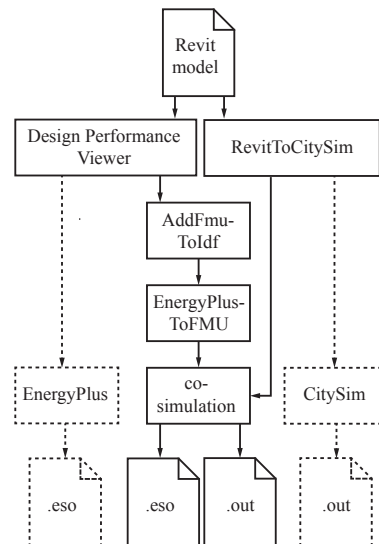 Revit
model
Design Performance
Viewer
RevitToCitySim
AddFmu-
ToIdf
EnergyPlus-
ToFMU
EnergyPlus
co-
simulation
CitySim
.eso
.eso
.out
.out